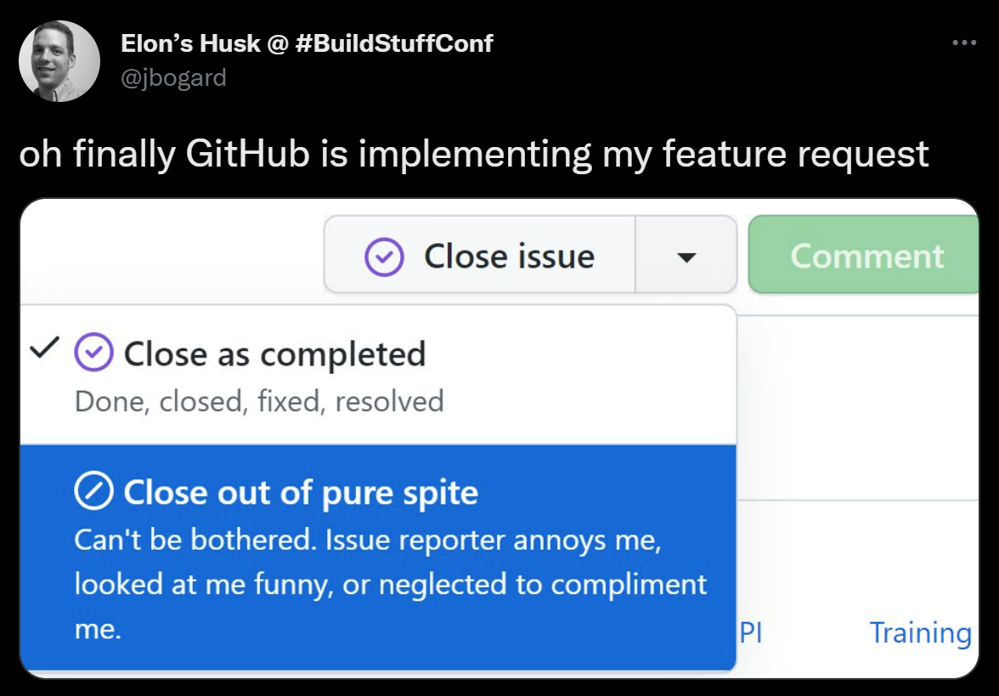 Elon’s Husk @ #BuildStuffConf
@jbogard
oh finally GitHub is implementing my feature request
Close issue
Comment
Close as completed
Done, closed, fixed, resolved
Close out of pure spite
Can't be bothered. Issue reporter annoys me,
looked at me funny, or neglected to compliment
me.
PI
Training